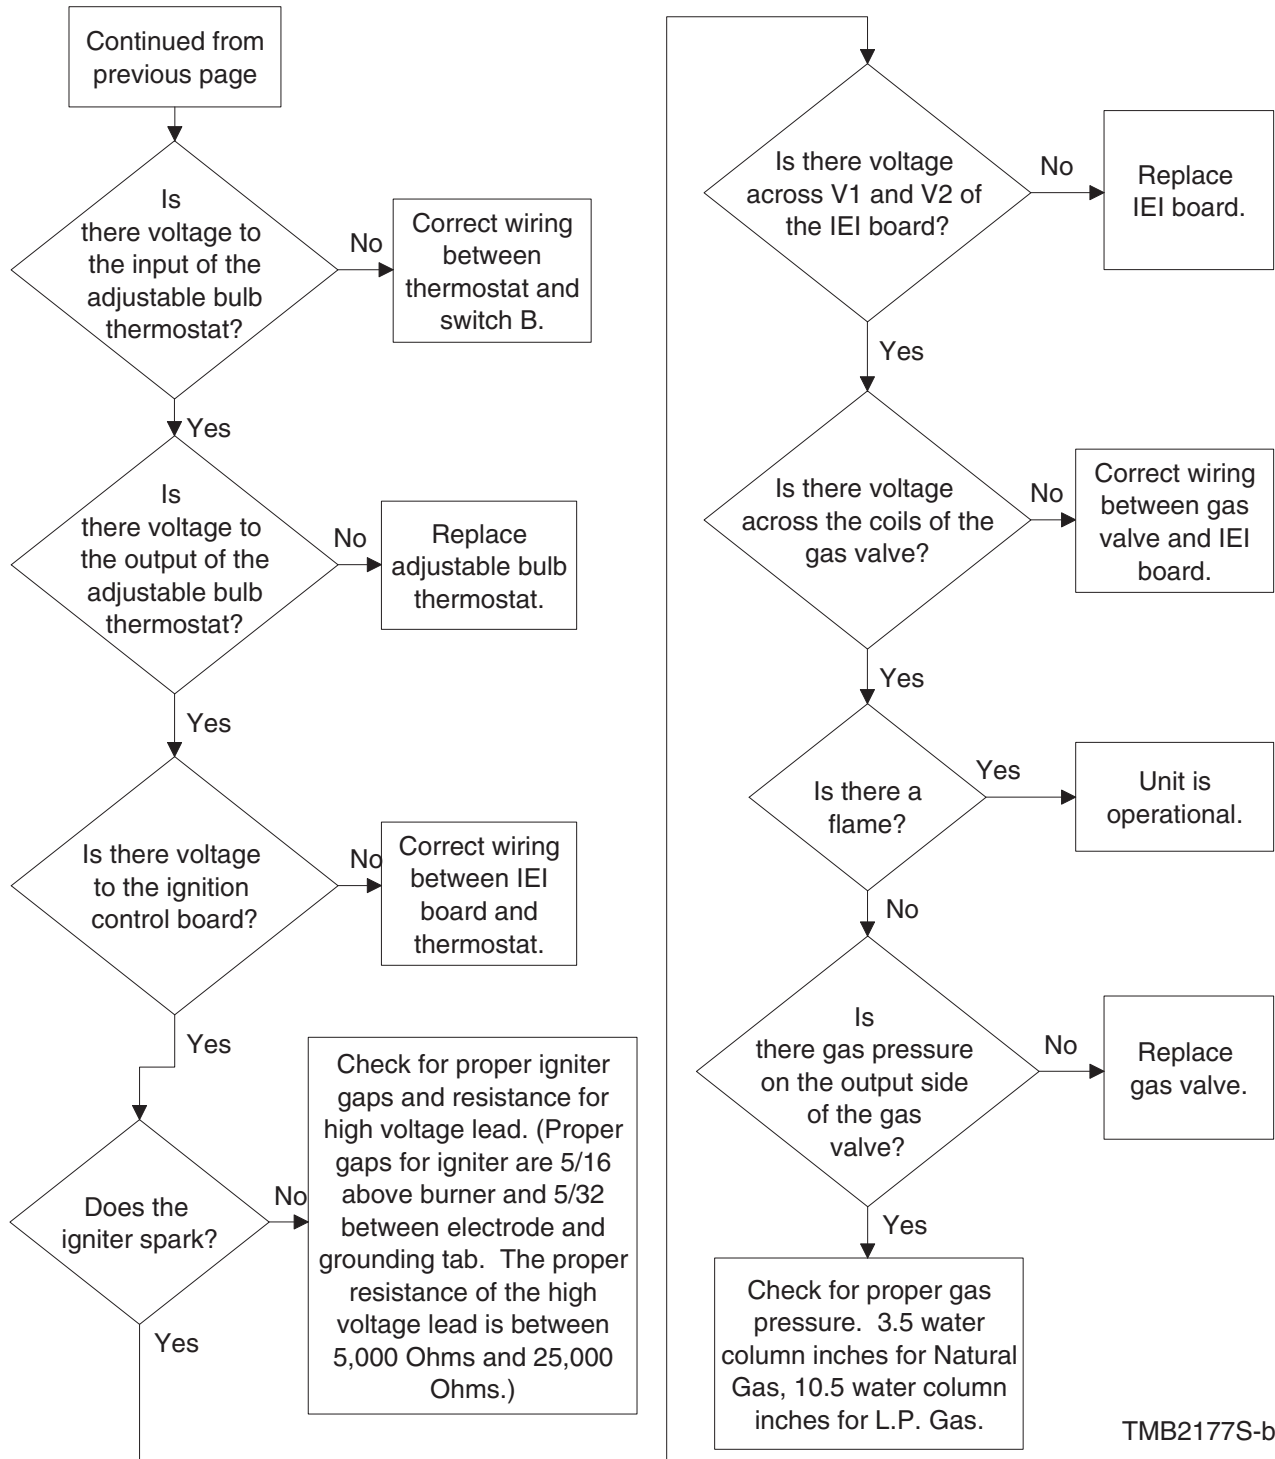 Continued from
previous page
Is
there voltage to
the input of the
adjustable bulb
thermostat?
No
Correct wiring
between
thermostat and
switch B.
Yes
Is
there voltage to
the output of the
adjustable bulb
thermostat?
No
Replace
adjustable bulb
thermostat.
Yes
Is there voltage
to the ignition
control board?
No
Correct wiring
between IEI
board and
thermostat.
Yes
Does the
igniter spark?
No
Check for proper igniter
gaps and resistance for
high voltage lead. (Proper
gaps for igniter are 5/16
above burner and 5/32
between electrode and
grounding tab.  The proper
resistance of the high
voltage lead is between
5,000 Ohms and 25,000
Ohms.)
Yes
Is there voltage
across V1 and V2 of
the IEI board?
No
Replace
IEI board.
Yes
Is there voltage
across the coils of the
gas valve?
No
Correct wiring
between gas
valve and IEI
board.
Yes
Is there a
flame?
Yes
Unit is
operational.
No
Is
there gas pressure
on the output side
of the gas
valve?
No
Replace
gas valve.
Yes
Check for proper gas
pressure.  3.5 water
column inches for Natural
Gas, 10.5 water column
inches for L.P. Gas.
TMB2177S-b